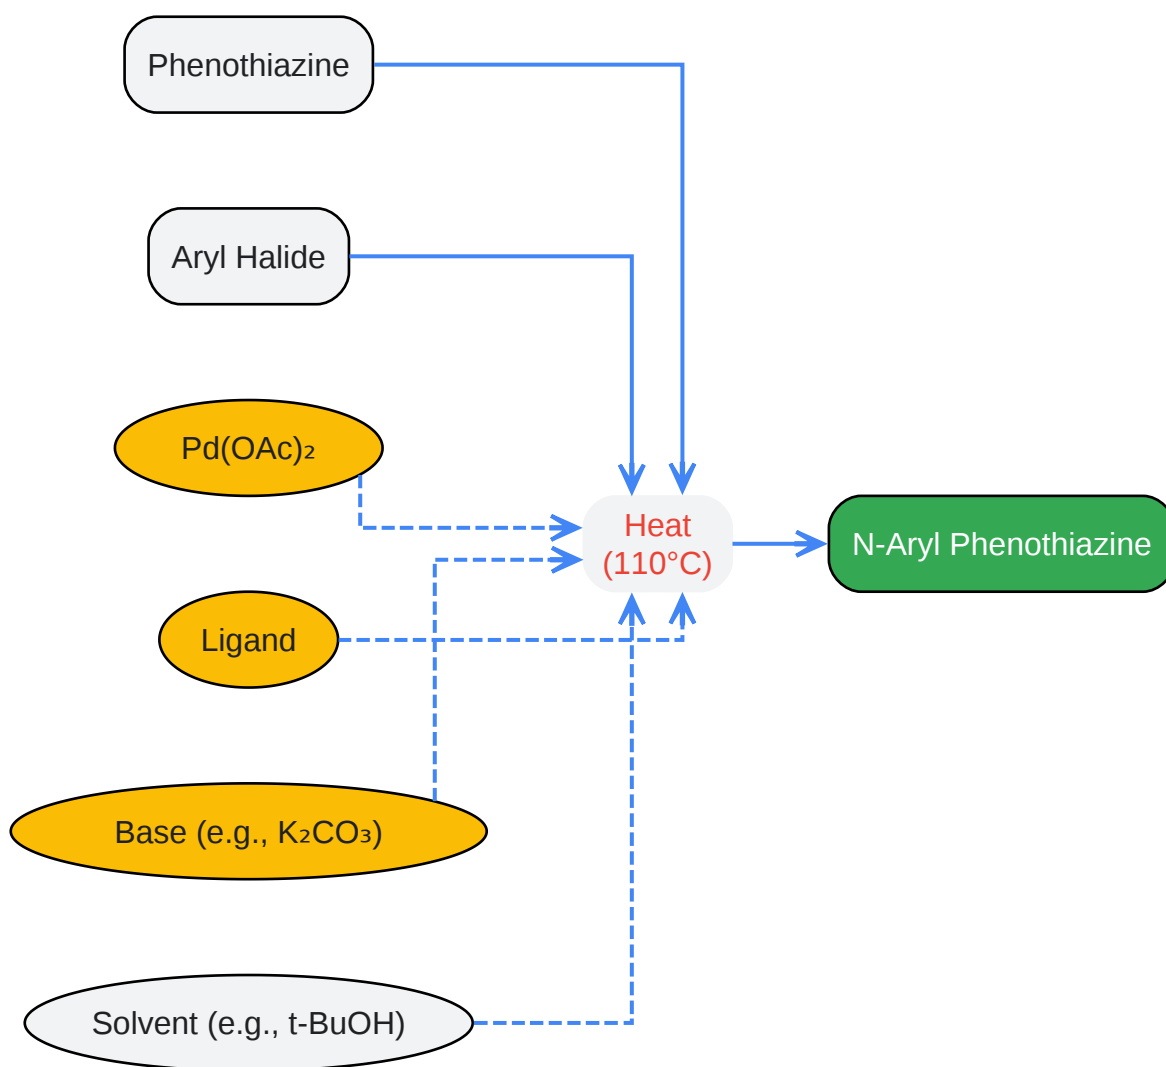 Phenothiazine
Aryl Halide
Pd(OAc)₂
Heat
(110°C)
N-Aryl Phenothiazine
Ligand
Base (e.g., K₂CO₃)
Solvent (e.g., t-BuOH)